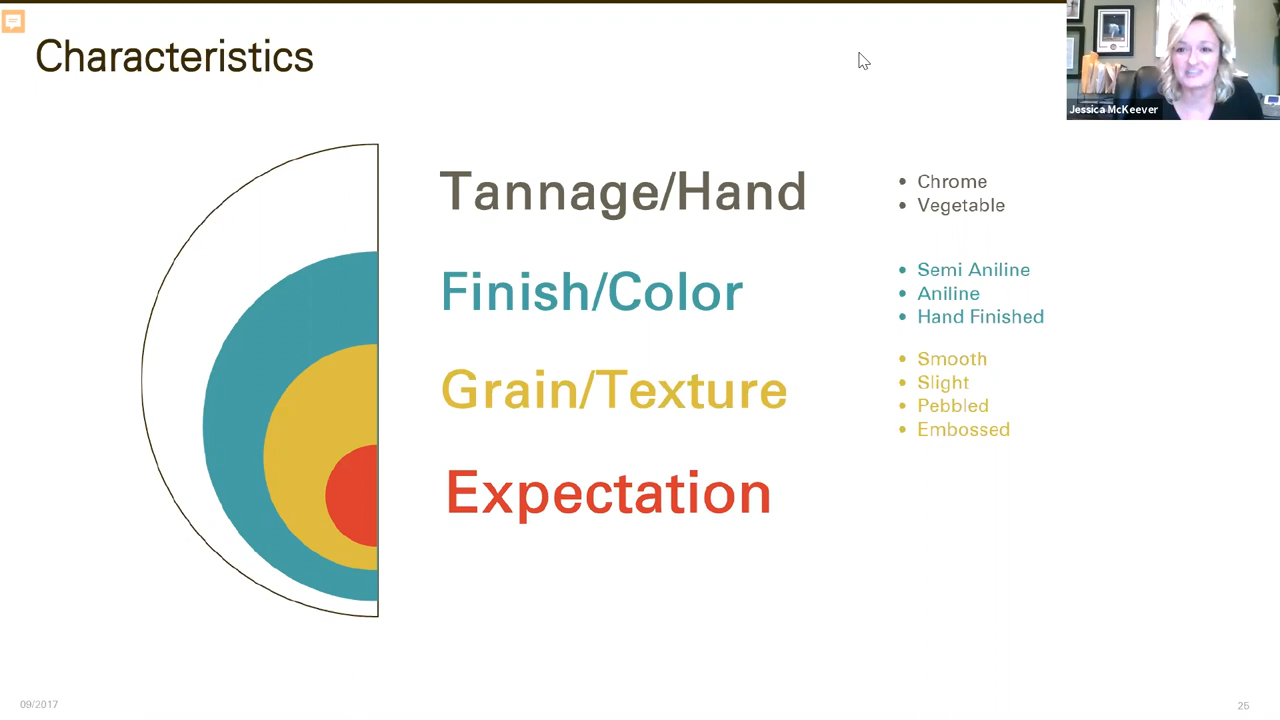 Characteristics
Jessica McKeever
Tannage/Hand
• Chrome
• Vegetable
Finish/Color
• Semi Aniline
• Aniline
• Hand Finished
Grain/Texture
• Smooth
• Slight
• Pebbled
• Embossed
Expectation
09/2017
26